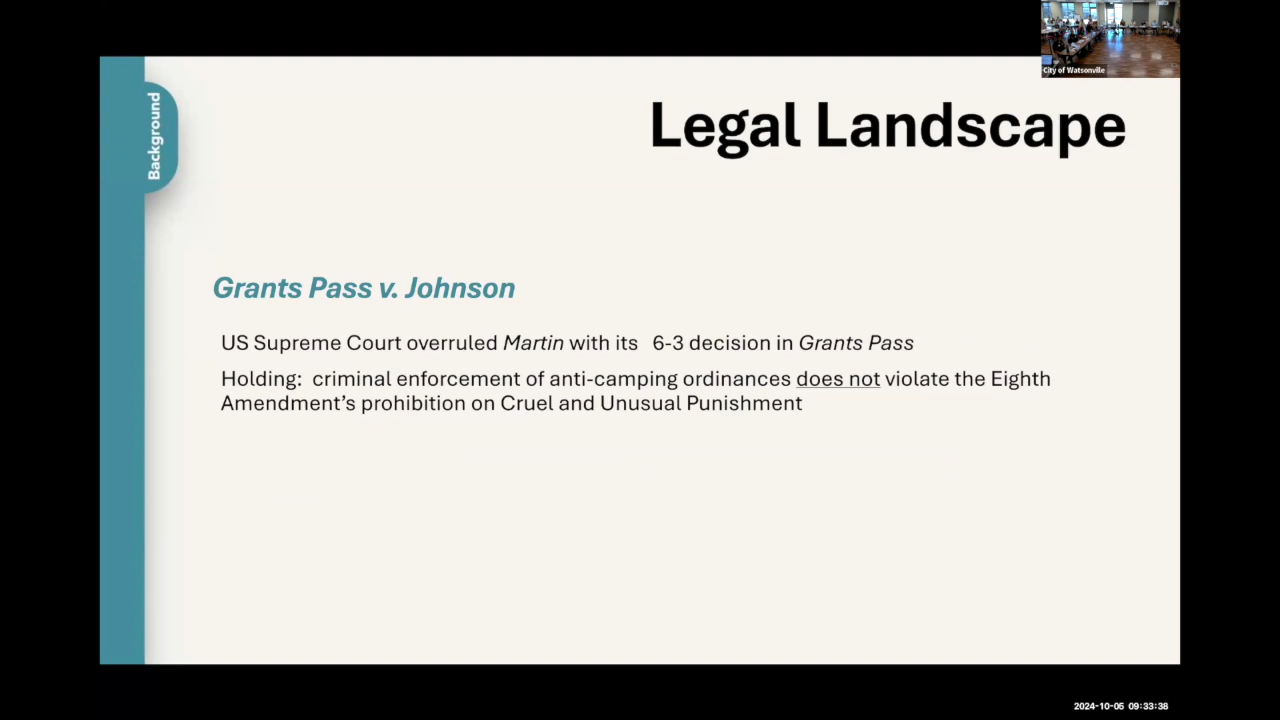 City of Watsonville
Background
Legal Landscape
Grants Pass v. Johnson
US Supreme Court overruled Martin with its 6-3 decision in Grants Pass
Holding: criminal enforcement of anti-camping ordinances does not violate the Eighth
Amendment’s prohibition on Cruel and Unusual Punishment
2024-10-05 09:33:38